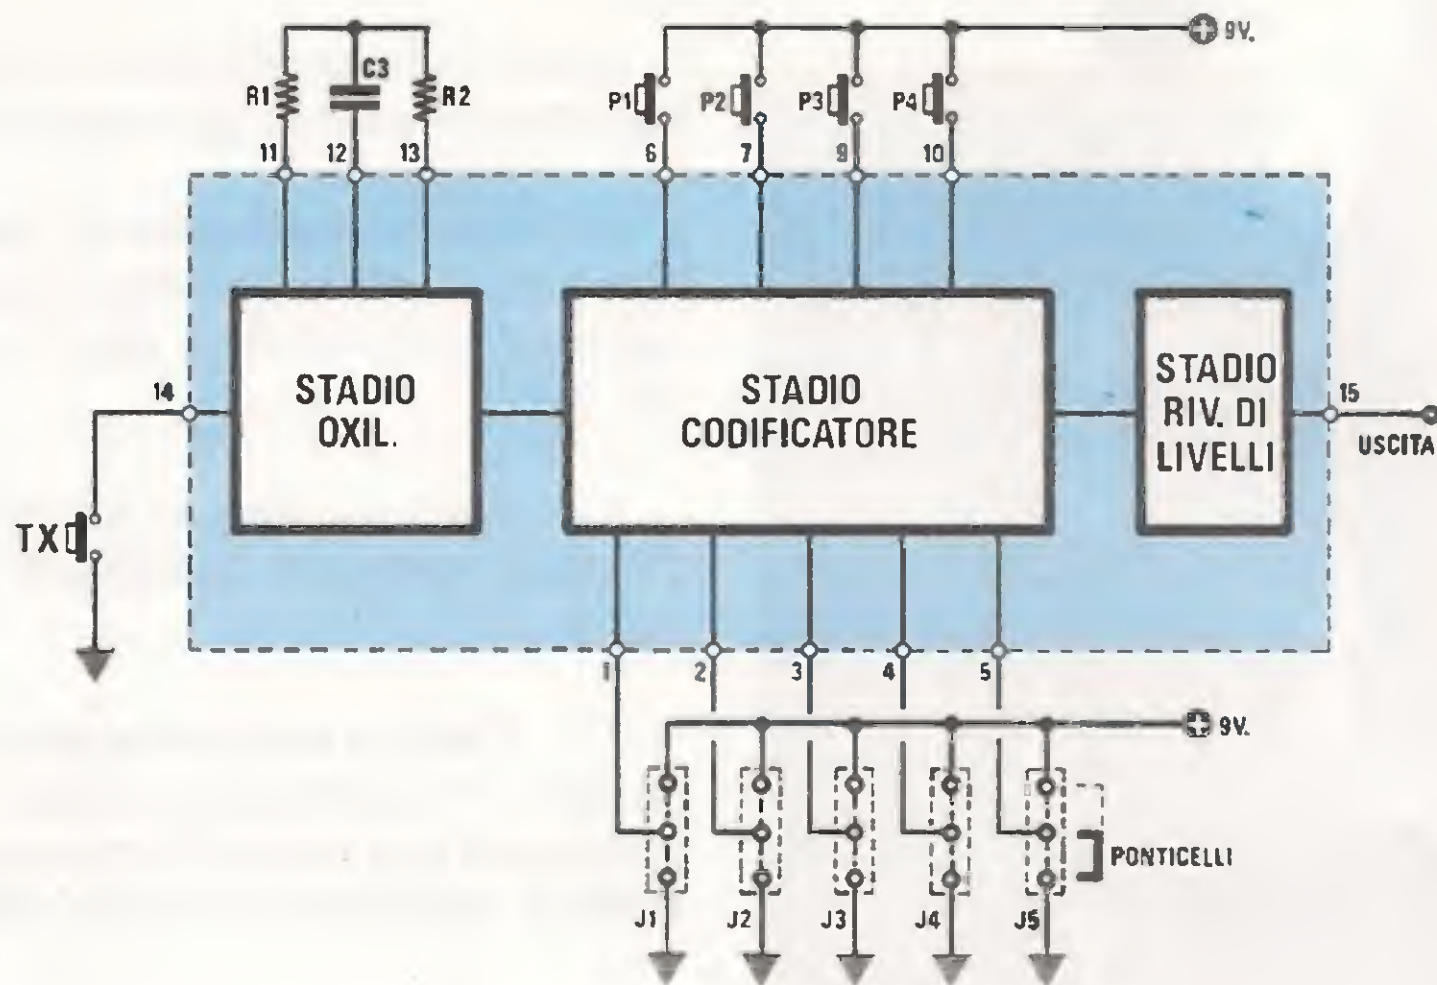 9V.
C3
R1
R2
P1
P2
P3
P4
11
12
13
6
7
9
10
14
STADIO
OXIL.
STADIO
CODIFICATORE
STADIO
RIV. DI
LIVELLI
15
USCITA
TX
1
2
3
4
5
9V.
PONTICELLI
J1
J2
J3
J4
J5